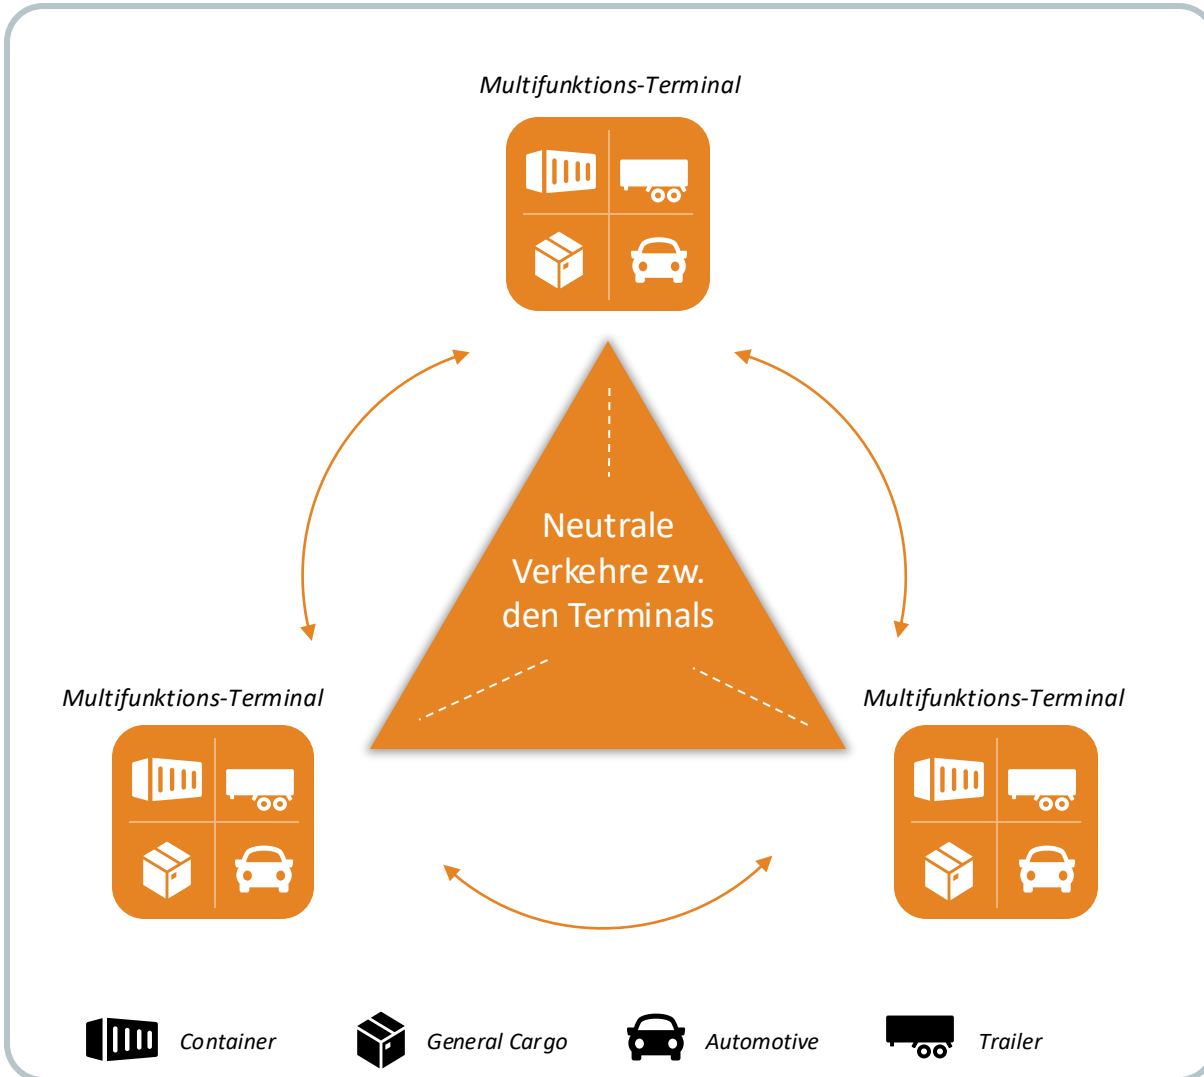 Multifunktions-Terminal
Neutrale
Verkehre zw.
den Terminals
Multifunktions-Terminal
Multifunktions-Terminal
Container
General Cargo
Automotive
Trailer